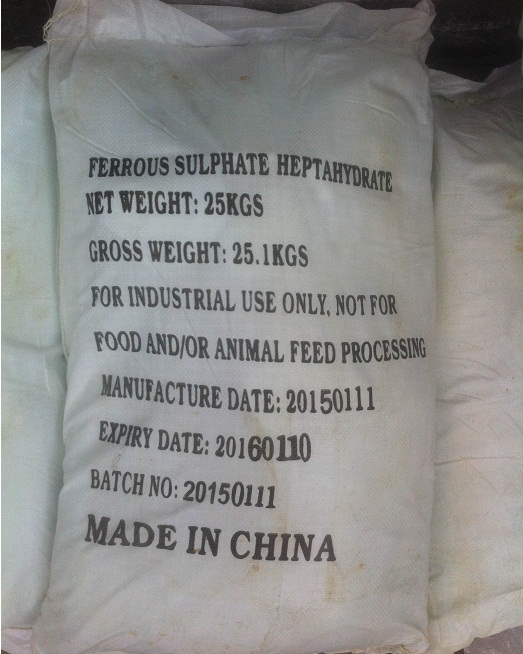 FERROUS SULPHATE HEPTAHYDRATE
NET WEIGHT: 25KGS
GROSS WEIGHT: 25.1KGS
FOR INDUSTRIAL USE ONLY, NOT FOR
FOOD AND/OR ANIMAL FEED PROCESSING
MANUFACTURE DATE: 20150111
EXPIRY DATE: 20160110
BATCH NO: 20150111
MADE IN CHINA